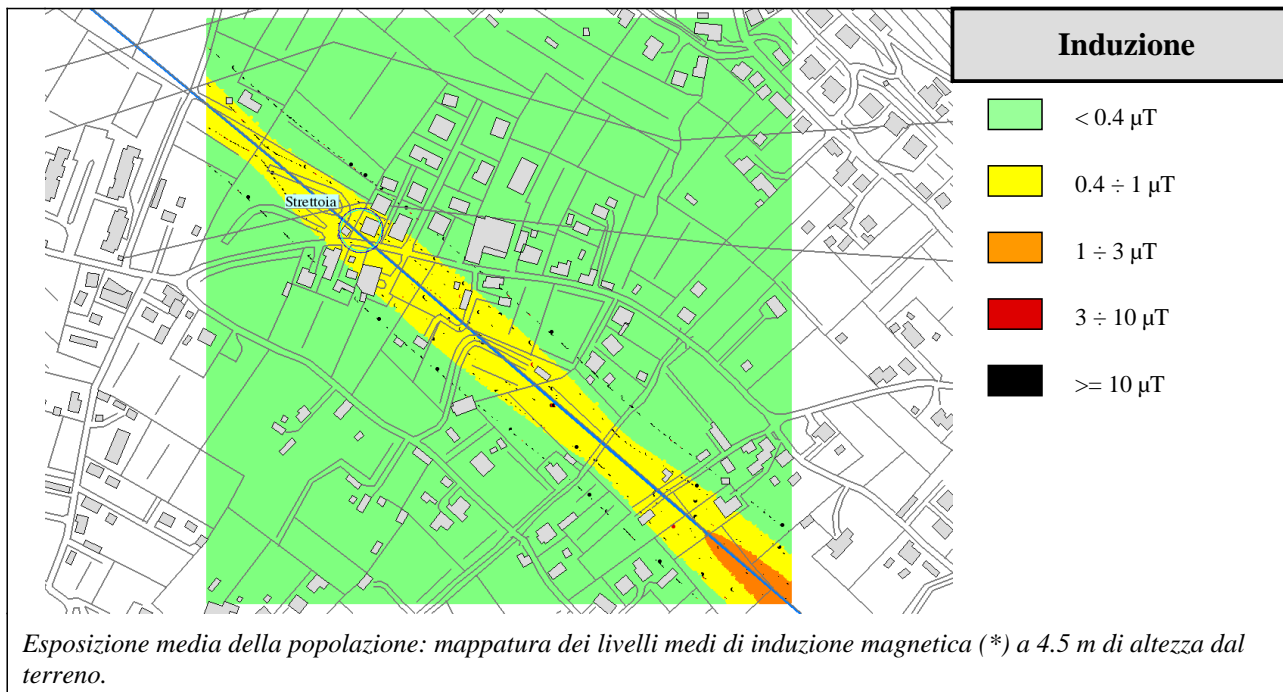 Induzione
< 0.4 µT
0.4 ÷ 1 µT
1 ÷ 3 µT
3 ÷ 10 µT
>= 10 µT
Strettoia
Esposizione media della popolazione: mappatura dei livelli medi di induzione magnetica (*) a 4.5 m di altezza dal
terreno.